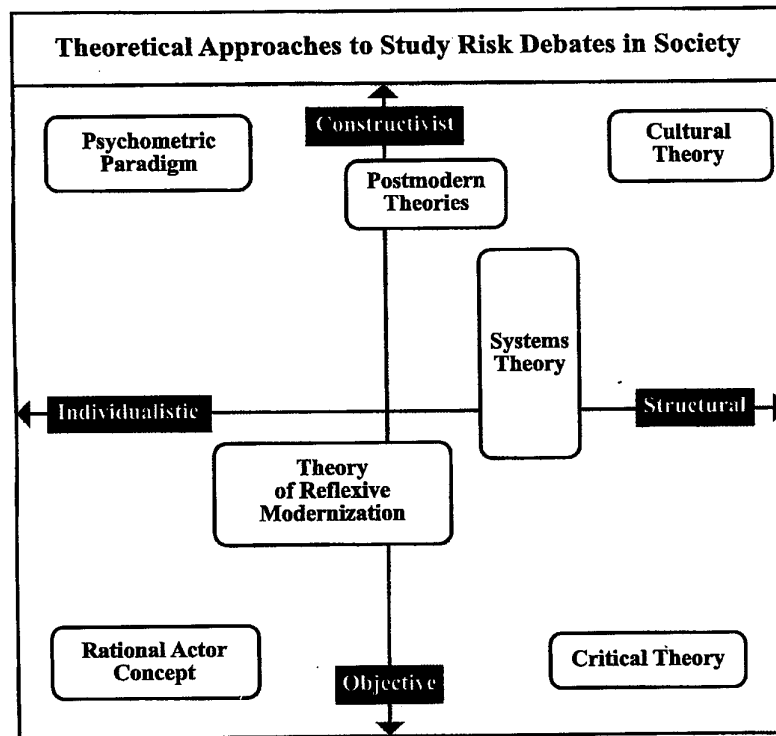 Theoretical Approaches to Study Risk Debates in Society
Constructivist
Psychometric
Paradigm
Cultural
Theory
Postmodern
Theories
Systems
Theory
Individualistic
Structural
Theory
of Reflexive
Modernization
Rational Actor
Concept
Critical Theory
Objective